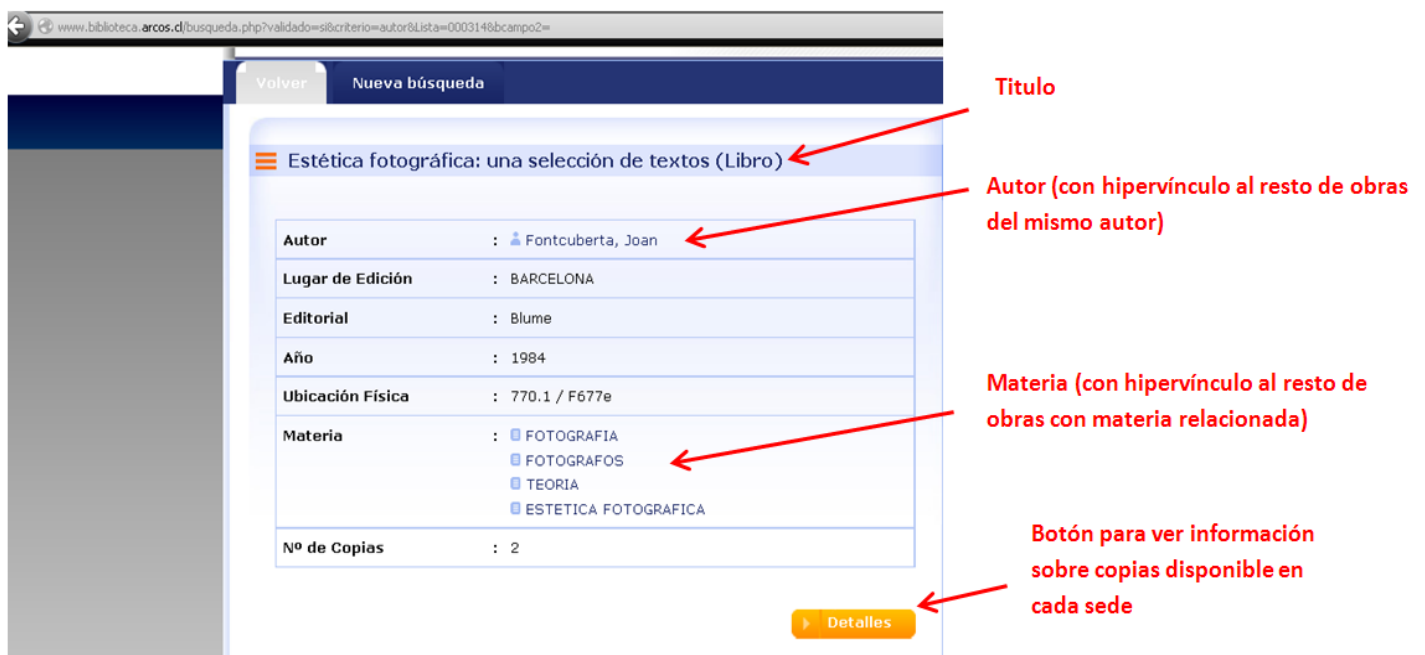 www.biblioteca.arcos.cl/busqueda.php?validado=si&criterio=autor&Lista=000314&bcampo2=
Volver Nueva búsqueda
Titulo
Estética fotográfica: una selección de textos (Libro)
Autor (con hipervínculo al resto de obras
del mismo autor)
Autor : Fontcuberta, Joan
Lugar de Edición : BARCELONA
Editorial : Blume
Año : 1984
Ubicación Física : 770.1 / F677e
Materia (con hipervínculo al resto de
obras con materia relacionada)
Materia : FOTOGRAFIA
FOTOGRAFOS
TEORIA
ESTETICA FOTOGRAFICA
Nº de Copias : 2
Botón para ver información
sobre copias disponible en
cada sede
Detalles